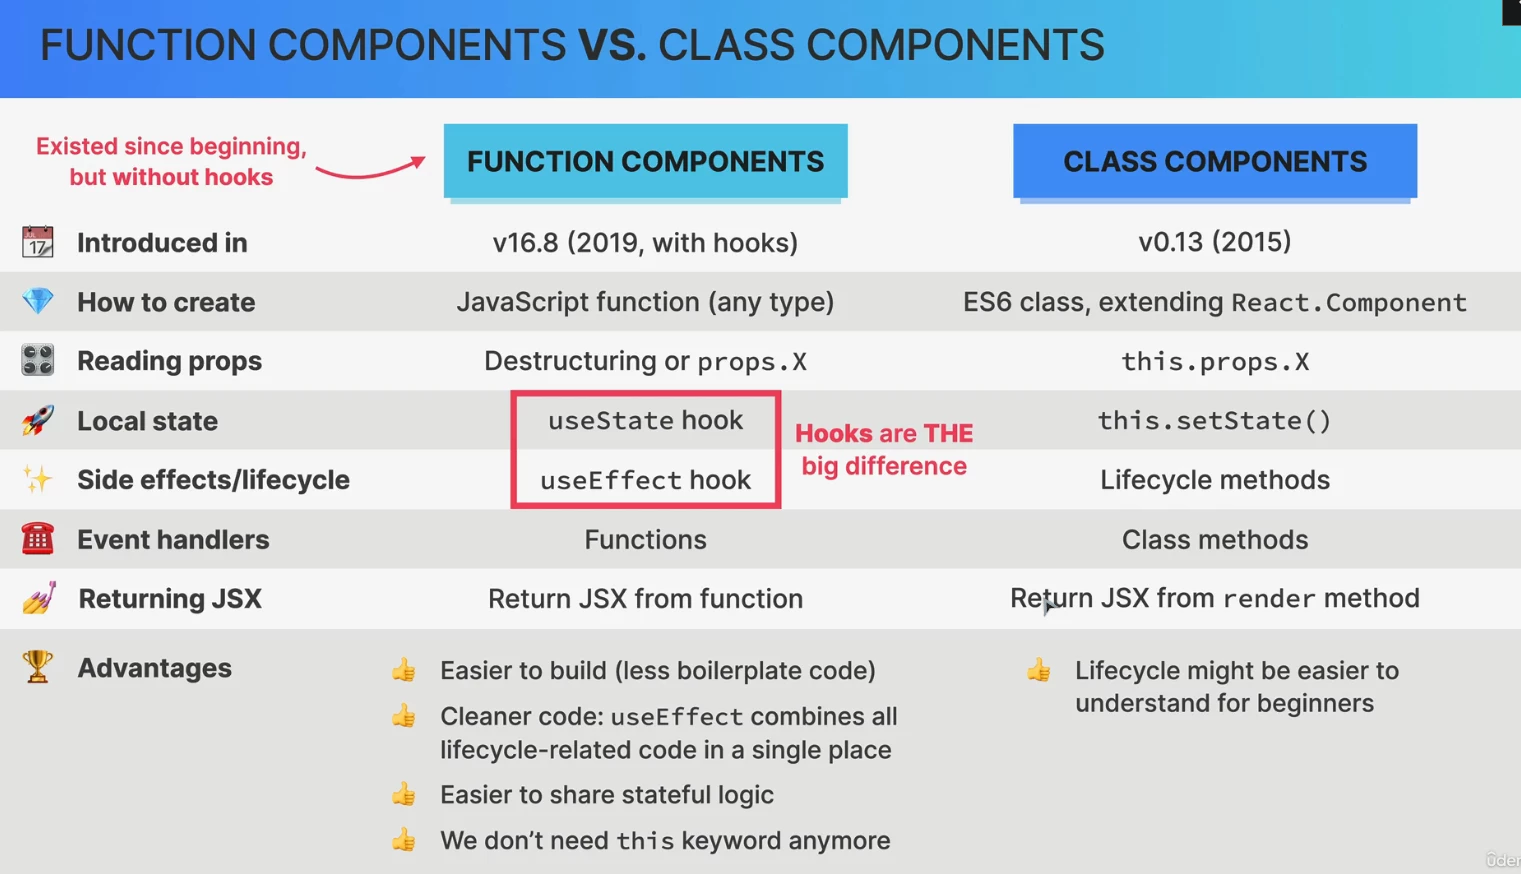 FUNCTION COMPONENTS VS. CLASS COMPONENTS
Existed since beginning,
but without hooks
FUNCTION COMPONENTS
CLASS COMPONENTS
JUL
17
Introduced in
v16.8 (2019, with hooks)
v0.13 (2015)
How to create
JavaScript function (any type)
ES6 class, extending React.Component
Reading props
Destructuring or props.X
this.props.X
Local state
useState hook
this.setState()
Hooks are THE
big difference
Side effects/lifecycle
useEffect hook
Lifecycle methods
Event handlers
Functions
Class methods
Returning JSX
Return JSX from function
Return JSX from render method
Advantages
Easier to build (less boilerplate code)
Cleaner code: useEffect combines all
lifecycle-related code in a single place
Easier to share stateful logic
We don’t need this keyword anymore
Lifecycle might be easier to
understand for beginners